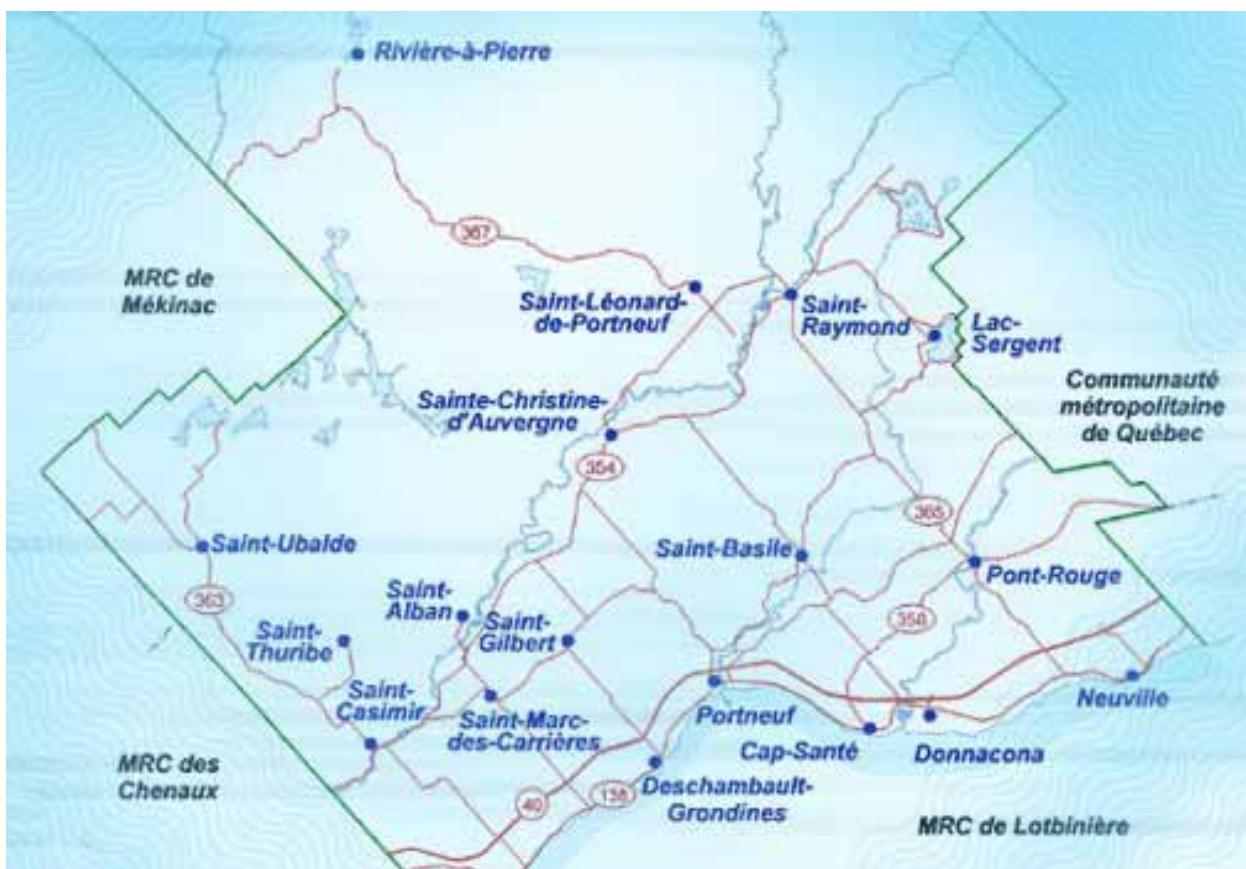 Rivière-à-Pierre
367
MRC de
Mékinac
Saint-Léonard-
de-Portneuf
Saint-
Raymond
Lac-
Sergent
Communauté
métropolitaine
de Québec
Sainte-Christine-
d'Auvergne
354
365
Saint-Ubalde
Saint-Basile
Pont-Rouge
363
Saint-
Alban
Saint-
Thuribe
Saint-
Gilbert
358
Saint-
Casimir
Saint-Marc-
des-Carrières
Portneuf
Neuville
Cap-Santé
Donnacona
MRC des
Chenaux
Deschambault-
Grondines
40
138
MRC de Lotbinière